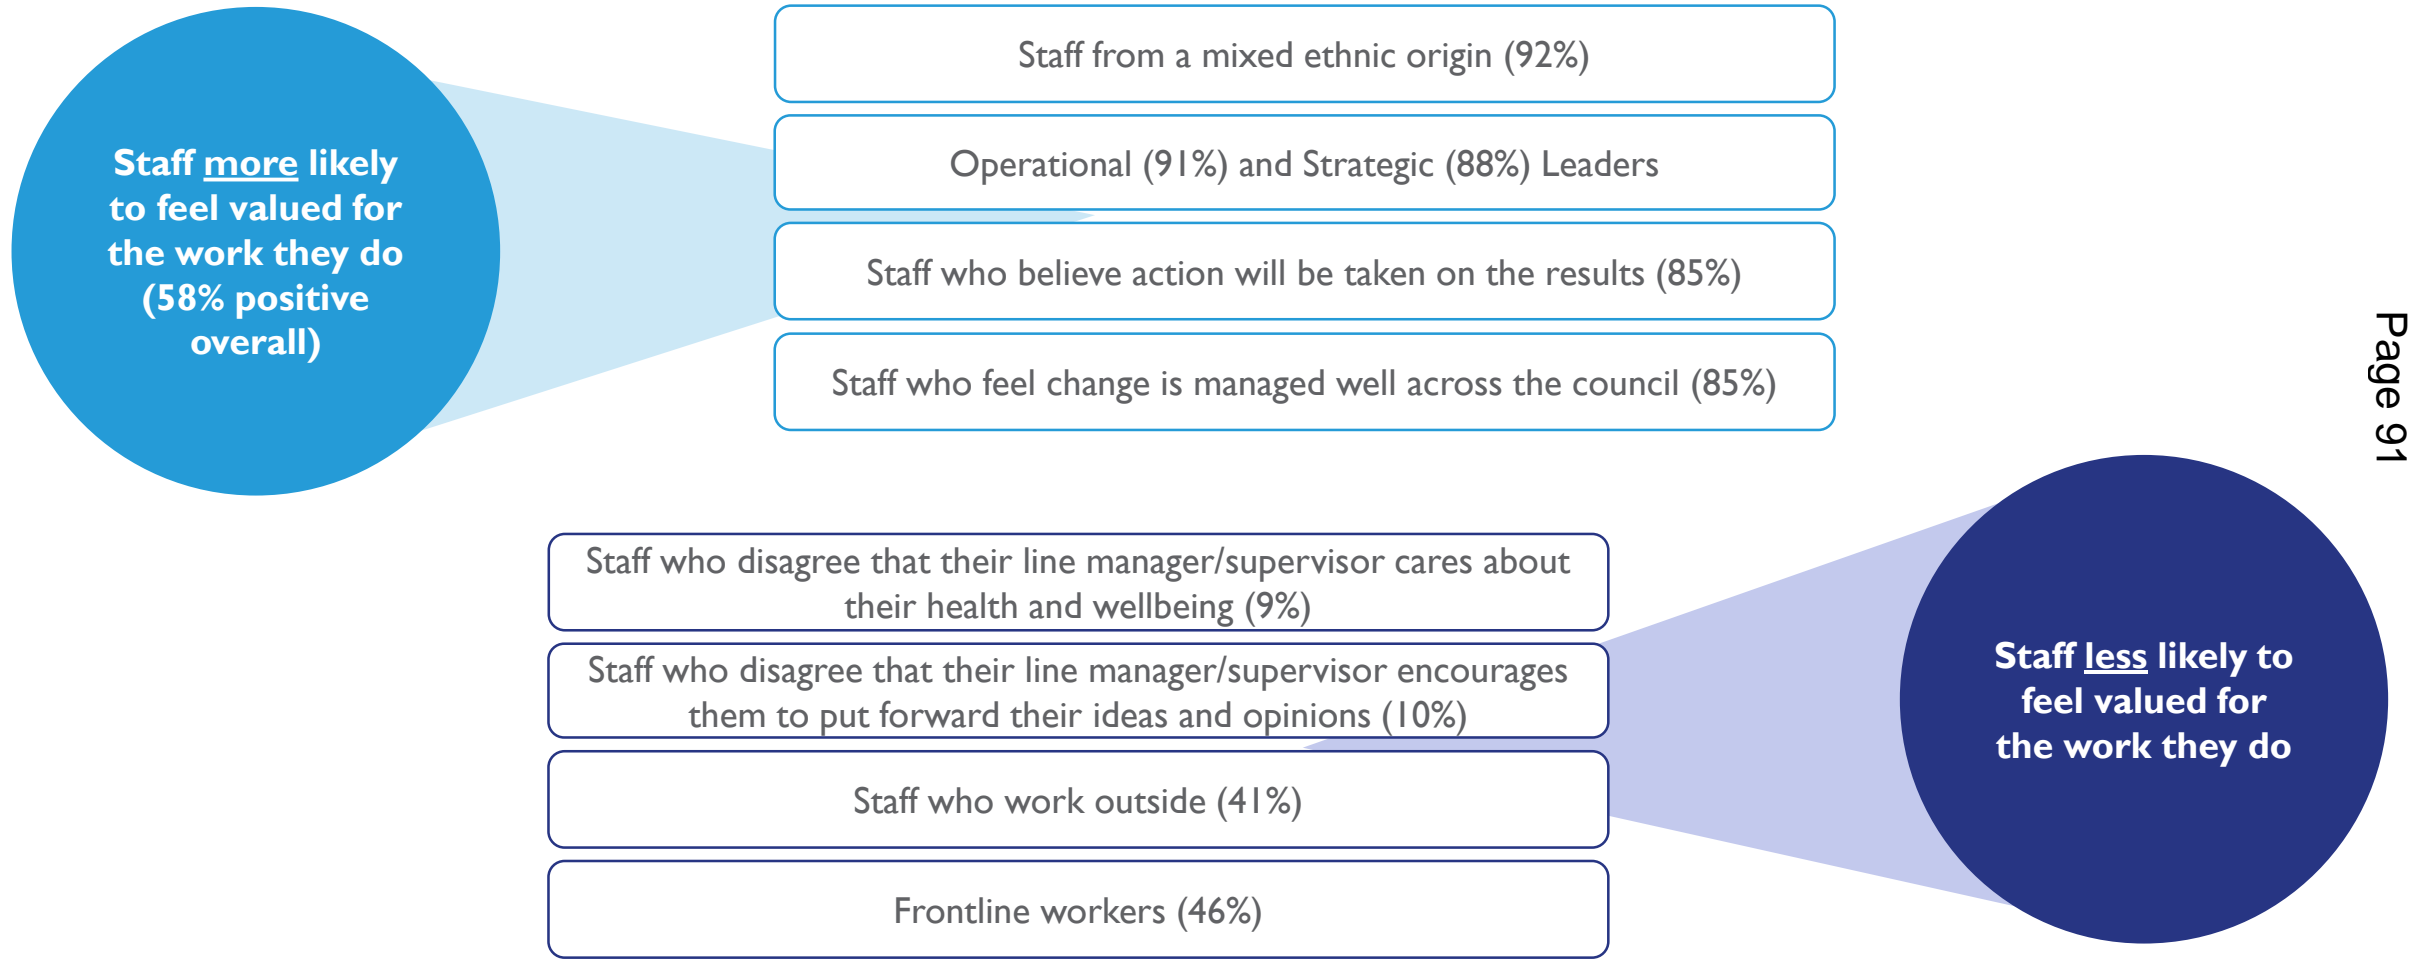 Staff more likely
to feel valued for
the work they do
(58% positive
overall)
Staff from a mixed ethnic origin (92%)
Operational (91%) and Strategic (88%) Leaders
Staff who believe action will be taken on the results (85%)
Staff who feel change is managed well across the council (85%)
Page 91
Staff who disagree that their line manager/supervisor cares about
their health and wellbeing (9%)
Staff who disagree that their line manager/supervisor encourages
them to put forward their ideas and opinions (10%)
Staff who work outside (41%)
Frontline workers (46%)
Staff less likely to
feel valued for
the work they do